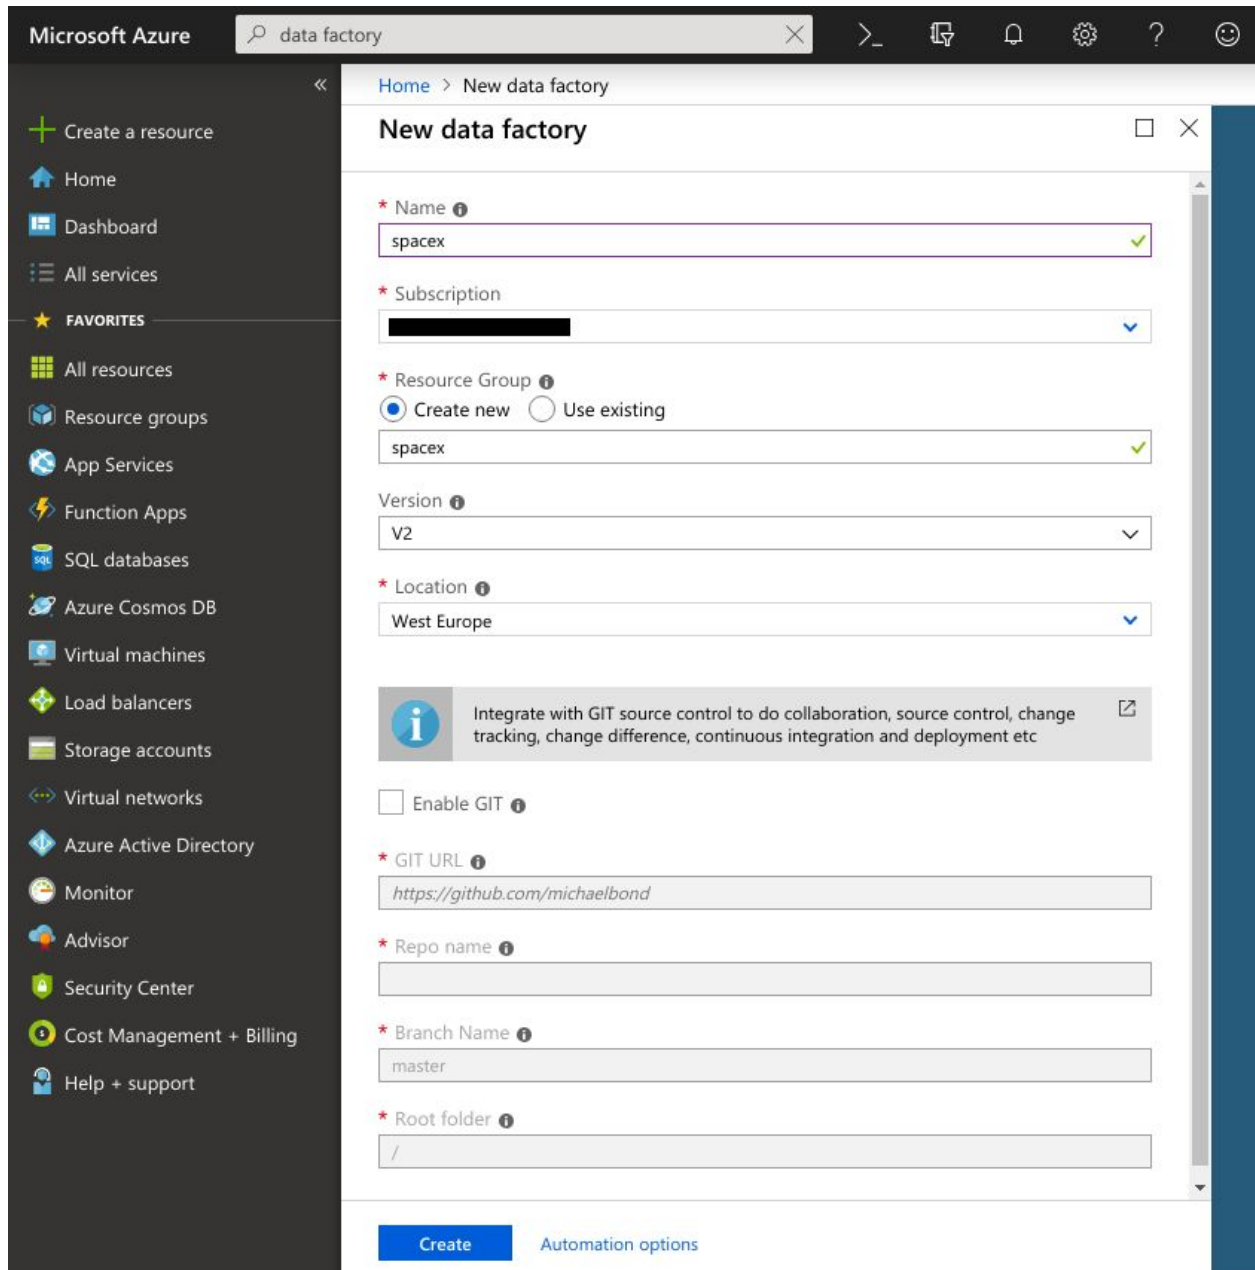 Microsoft Azure
data factory
Home > New data factory
Create a resource
Home
Dashboard
All services
FAVORITES
All resources
Resource groups
App Services
Function Apps
SQL databases
Azure Cosmos DB
Virtual machines
Load balancers
Storage accounts
Virtual networks
Azure Active Directory
Monitor
Advisor
Security Center
Cost Management + Billing
Help + support
New data factory
* Name
spacex
* Subscription
* Resource Group
Create new Use existing
spacex
Version
V2
* Location
West Europe
Integrate with GIT source control to do collaboration, source control, change
tracking, change difference, continuous integration and deployment etc
Enable GIT
* GIT URL
https://github.com/michaelbond
* Repo name
* Branch Name
master
* Root folder
/
Create Automation options